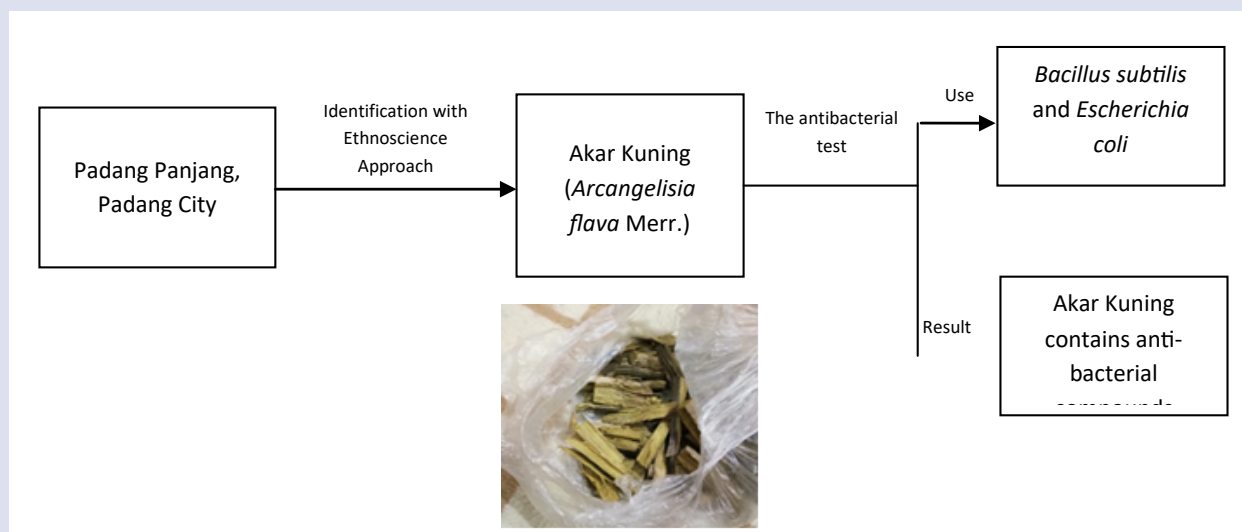 Padang Panjang,
Padang City
Identification with
Ethnoscience
Approach
Akar Kuning
(Arcangelisia
flava Merr.)
The antibacterial
test
Use
Bacillus subtilis
and Escherichia
coli
Result
Akar Kuning
contains anti-
bacterial
compounds